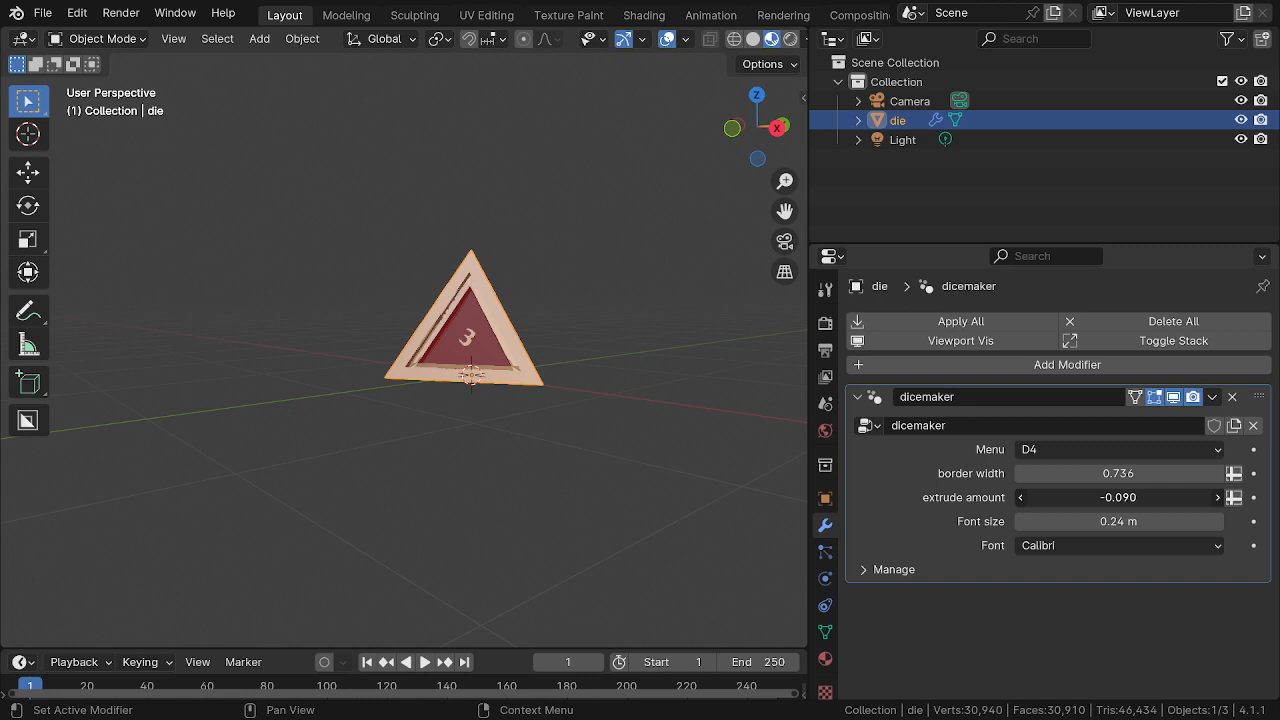 File Edit Render Window Help Layout Modeling Sculpting UV Editing Texture Paint Shading Animation Rendering Compositin Scene ViewLayer
Object Mode View Select Add Object Global
Search
Options
User Perspective
(1) Collection | die
Z
X
3
Scene Collection
Collection
Camera
die
Light
Search
die > dicemaker
Apply All Delete All
Viewport Vis Toggle Stack
Add Modifier
dicemaker
dicemaker
Menu D4
border width 0.736
extrude amount -0.090
Font size 0.24 m
Font Calibri
Manage
Playback Keying View Marker 1 Start 1 End 250
1 20 40 60 80 100 120 140 160 180 200 220 240
Set Active Modifier Pan View Context Menu Collection | die | Verts:30,940 | Faces:30,910 | Tris:46,434 | Objects:1/3 | 4.1.1